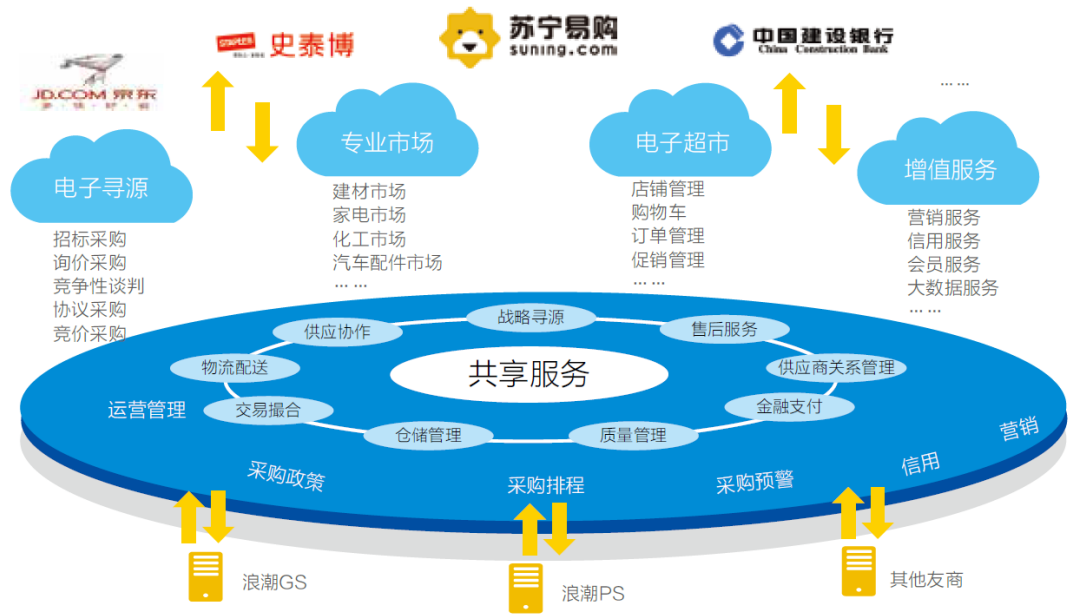 史泰博
苏宁易购
suning.com
中国建设银行
China Construction Bank
JD.COM 京东
… …
电子寻源
招标采购
询价采购
竞争性谈判
协议采购
竞价采购
专业市场
建材市场
家电市场
化工市场
汽车配件市场
… …
电子超市
店铺管理
购物车
订单管理
促销管理
… …
增值服务
营销服务
信用服务
会员服务
大数据服务
… …
战略寻源
供应协作
售后服务
物流配送
共享服务
供应商关系管理
运营管理
交易撮合
金融支付
仓储管理
质量管理
营销
信用
采购政策
采购排程
采购预警
浪潮GS
浪潮PS
其他友商